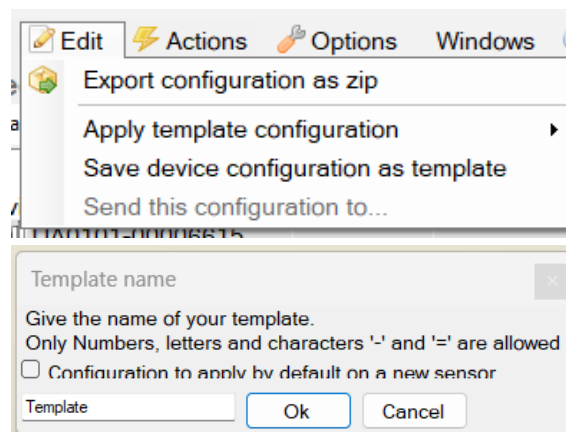 Edit Actions Options Windows
Export configuration as zip
Apply template configuration
Save device configuration as template
Send this configuration to...
Template name
Give the name of your template.
Only Numbers, letters and characters '-' and '=' are allowed
Configuration to apply by default on a new sensor
Template Ok Cancel